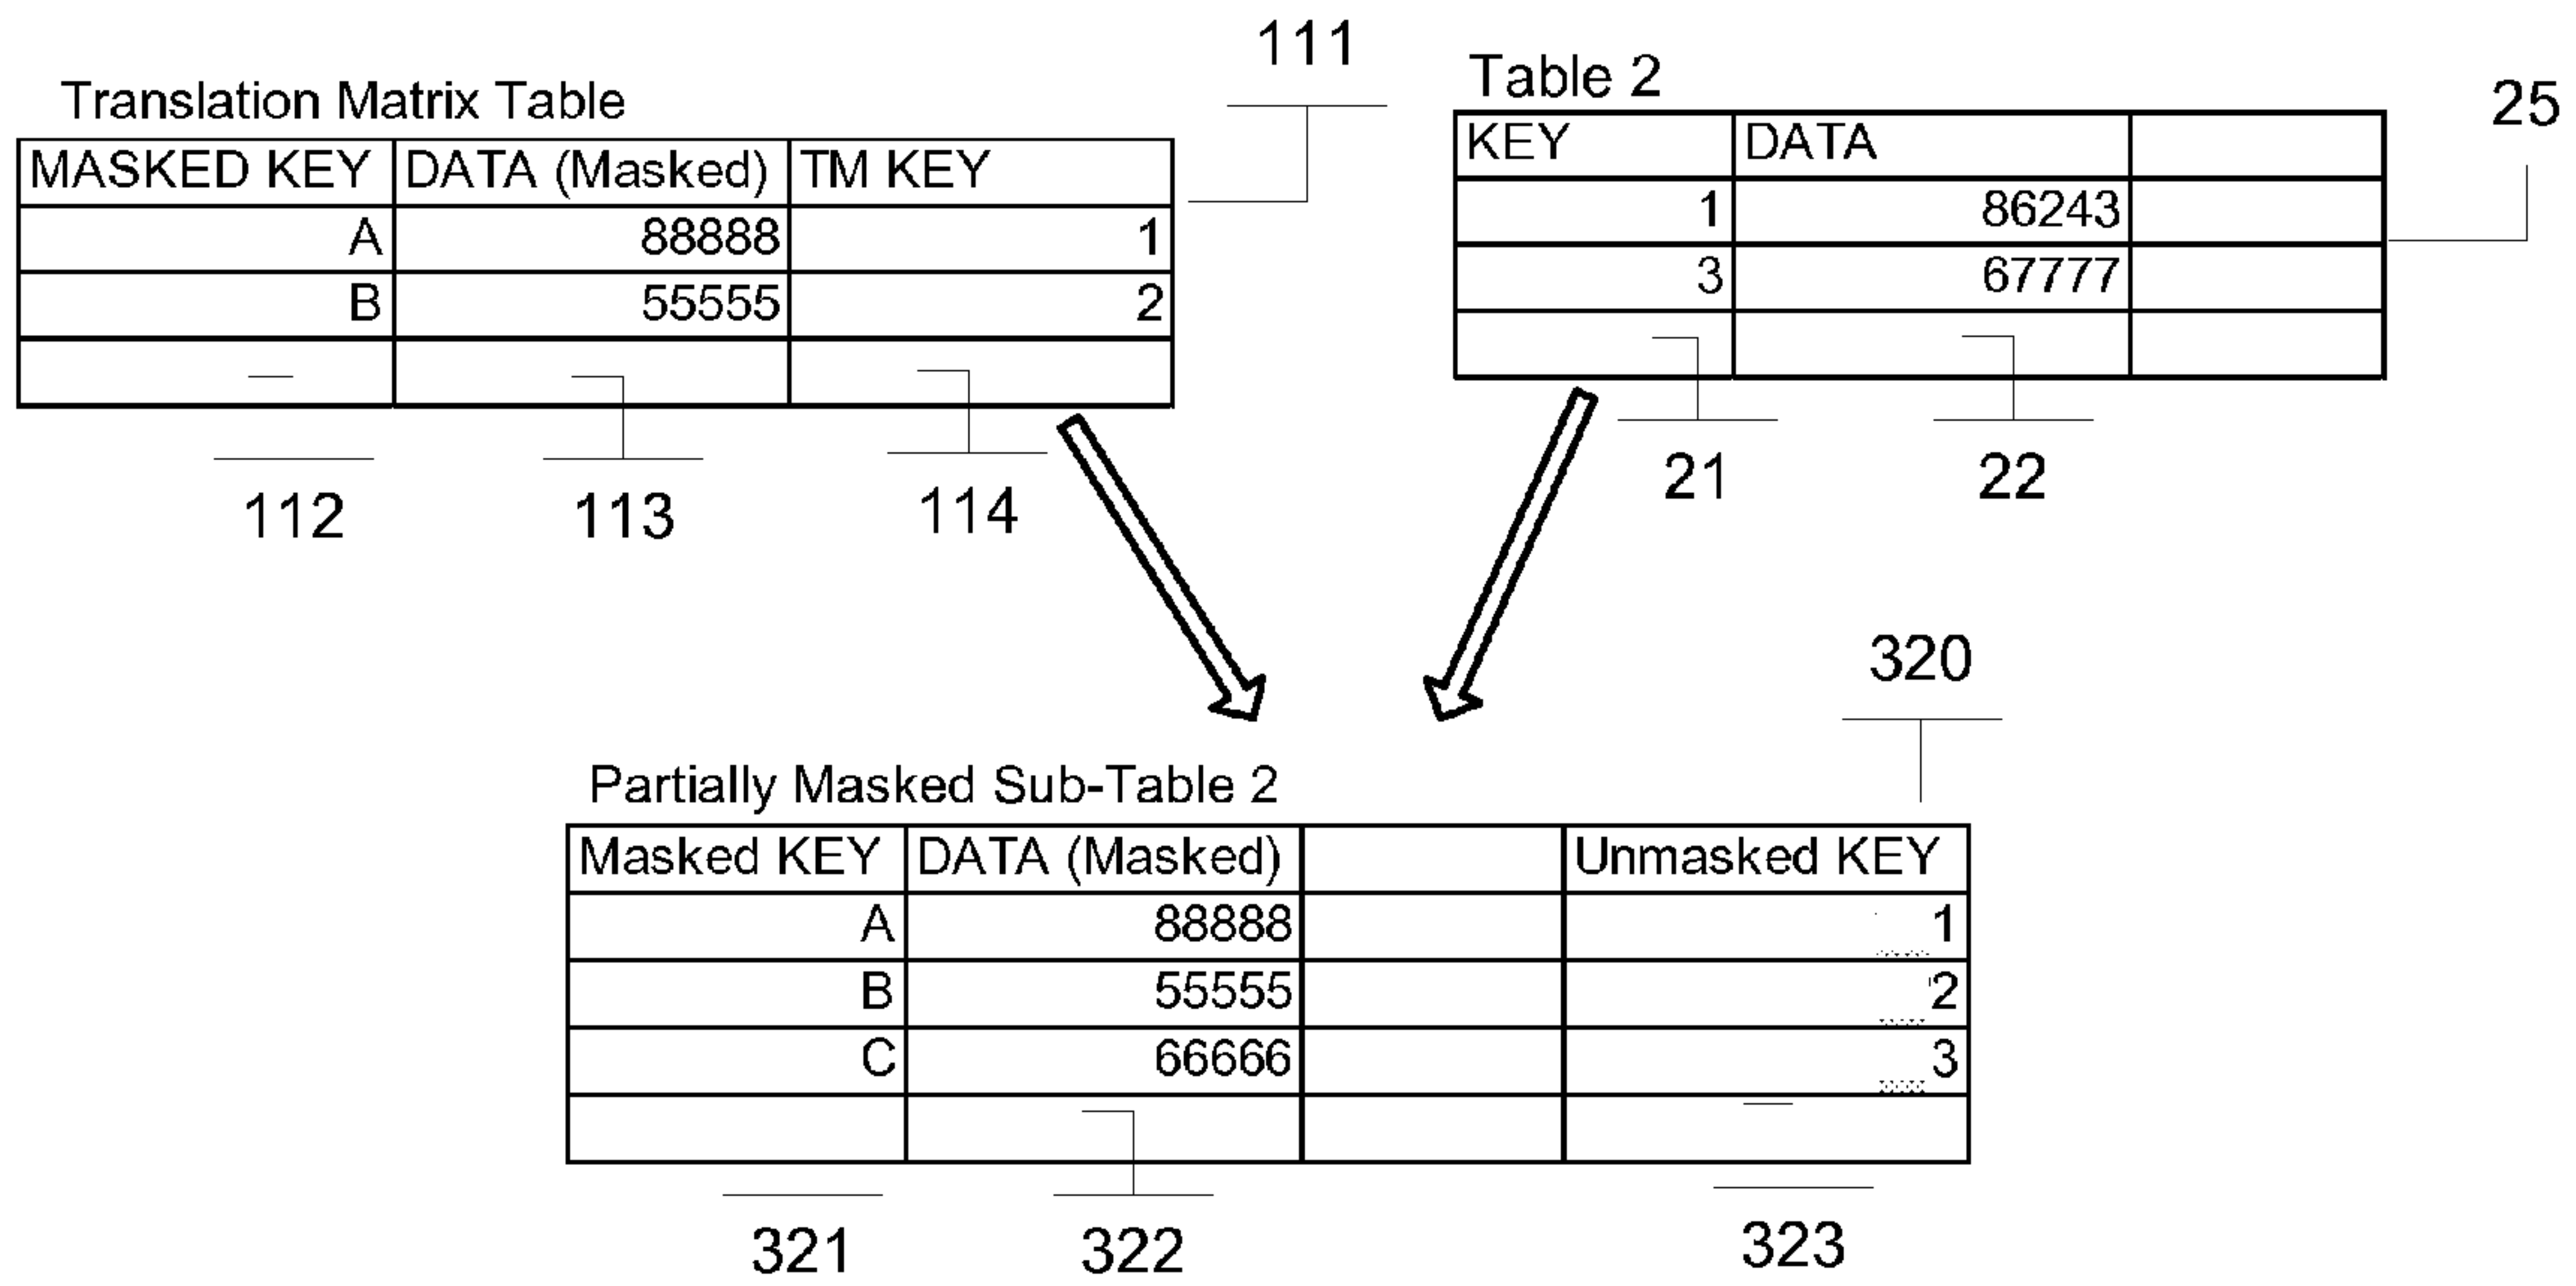 111
Table 2
25
Translation Matrix Table
KEY DATA
MASKED KEY DATA (Masked) TM KEY
1 86243
A 88888 1
3 67777
B 55555 2
21 22
112 113 114
320
Partially Masked Sub-Table 2
Masked KEY DATA (Masked) Unmasked KEY
A 88888 1
B 55555 2
C 66666 3
321 322 323